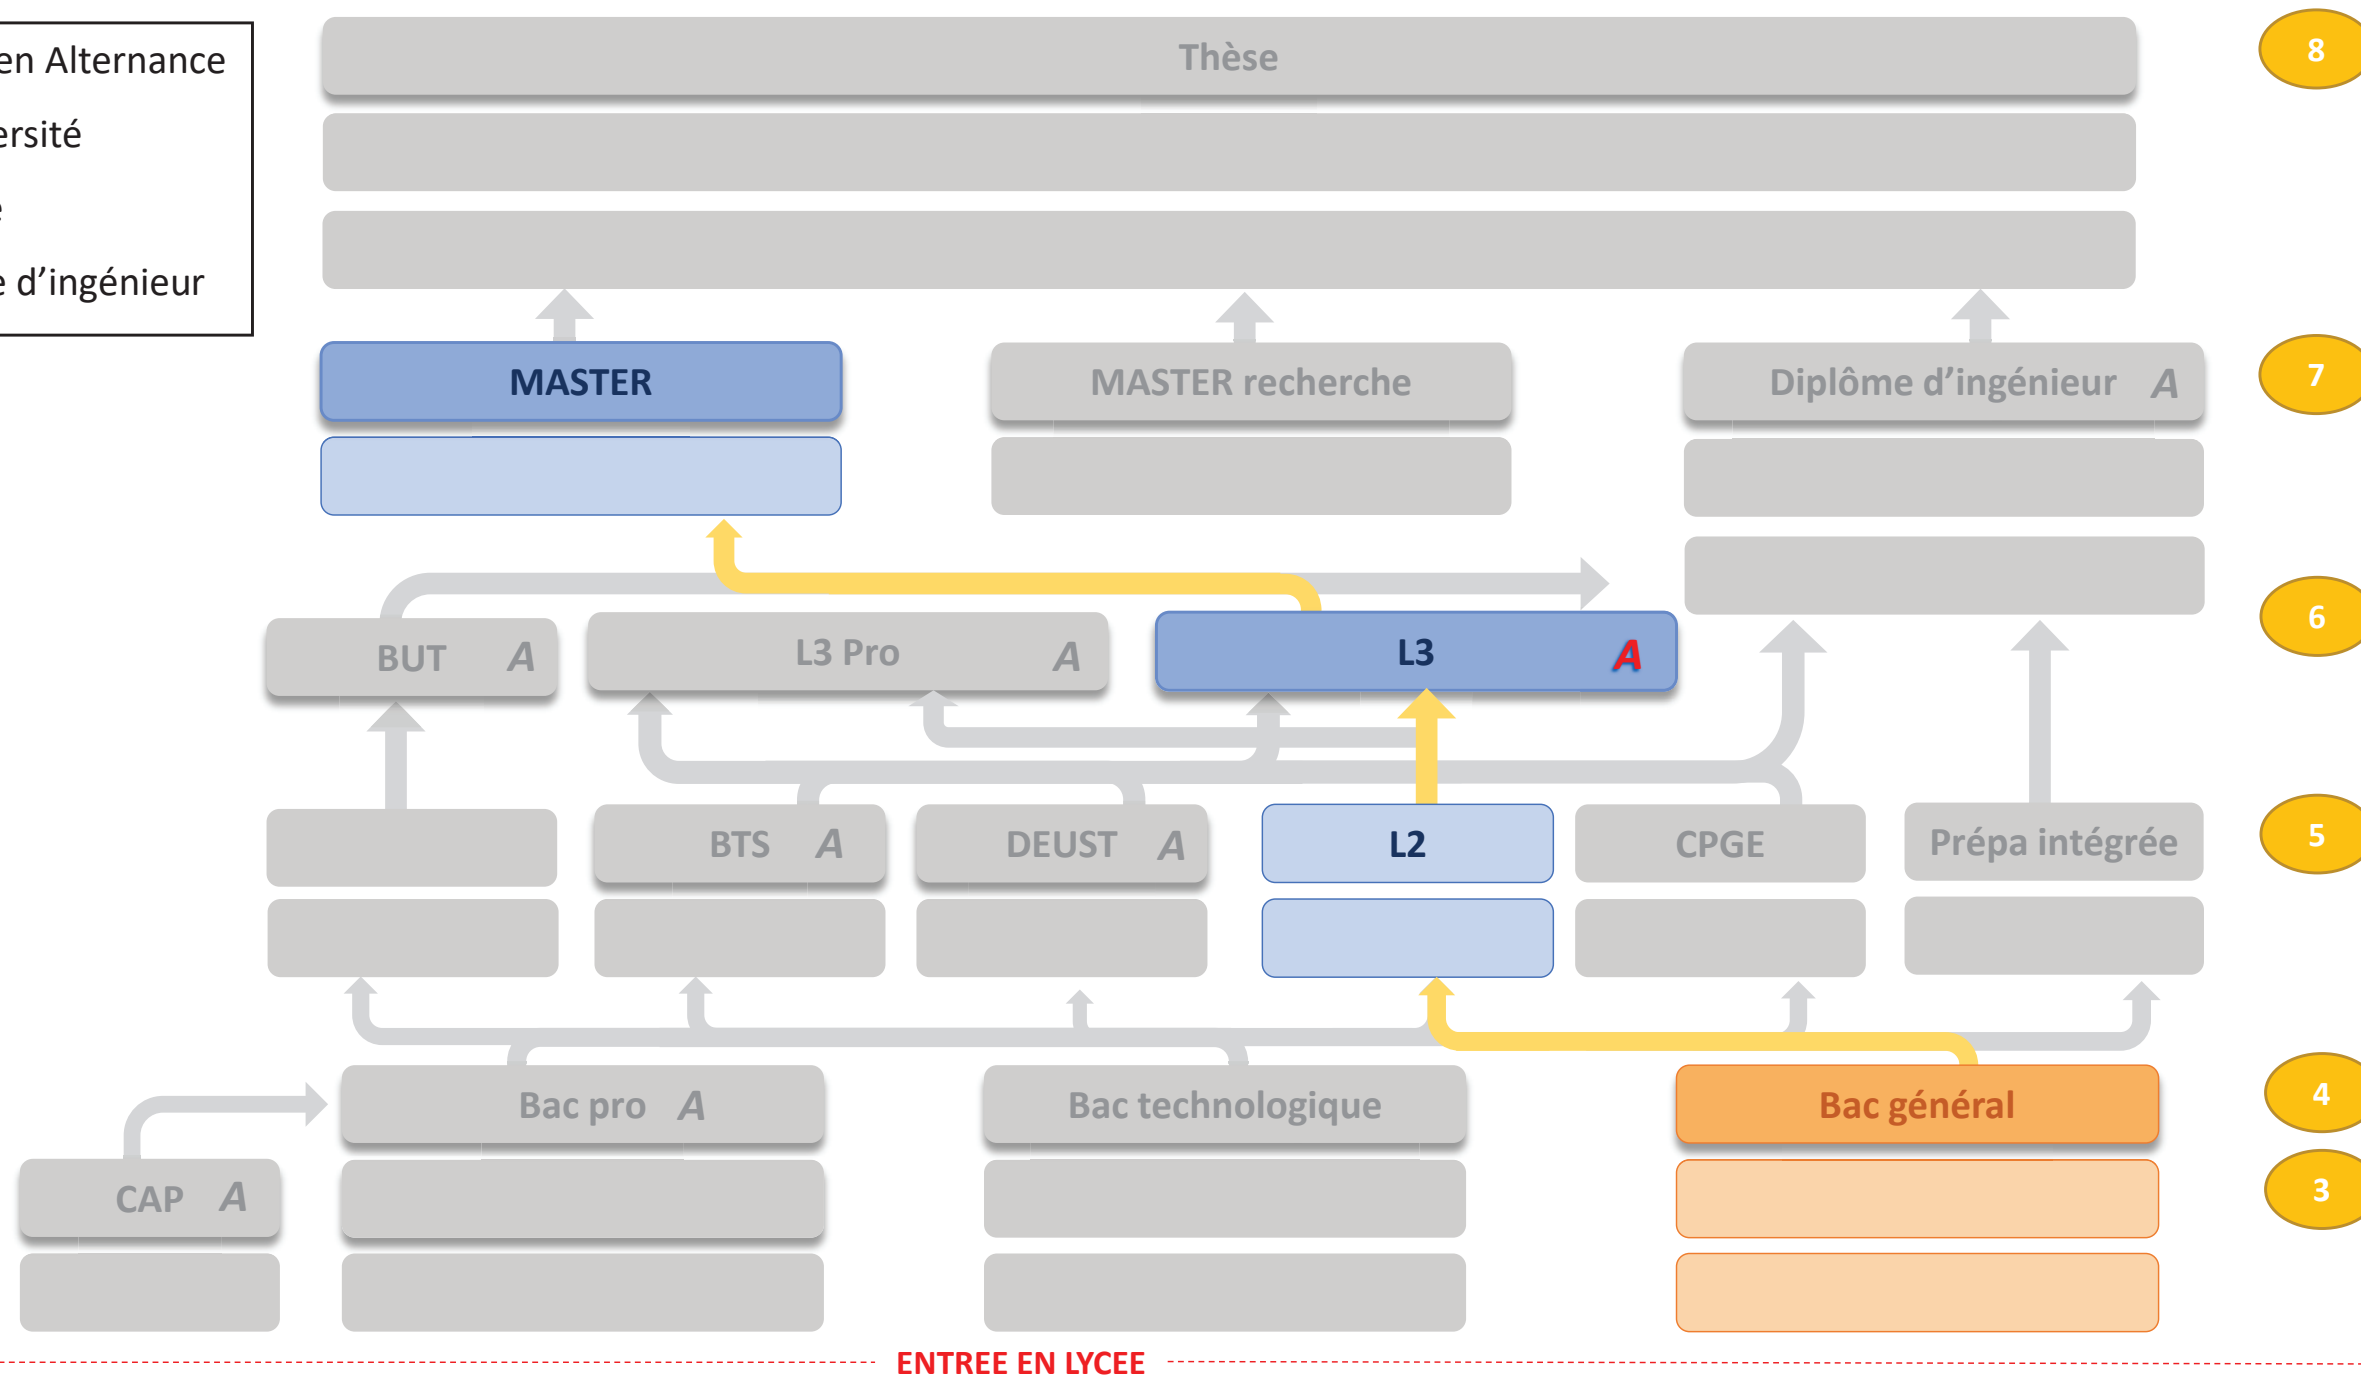 en Alternance
ersité
e
e d’ingénieur
Thèse
8
MASTER
MASTER recherche
Diplôme d’ingénieur A
7
BUT A
L3 Pro A
L3 A
6
BTS A
DEUST A
L2
CPGE
Prépa intégrée
5
Bac pro A
Bac technologique
Bac général
4
CAP A
3
ENTREE EN LYCEE